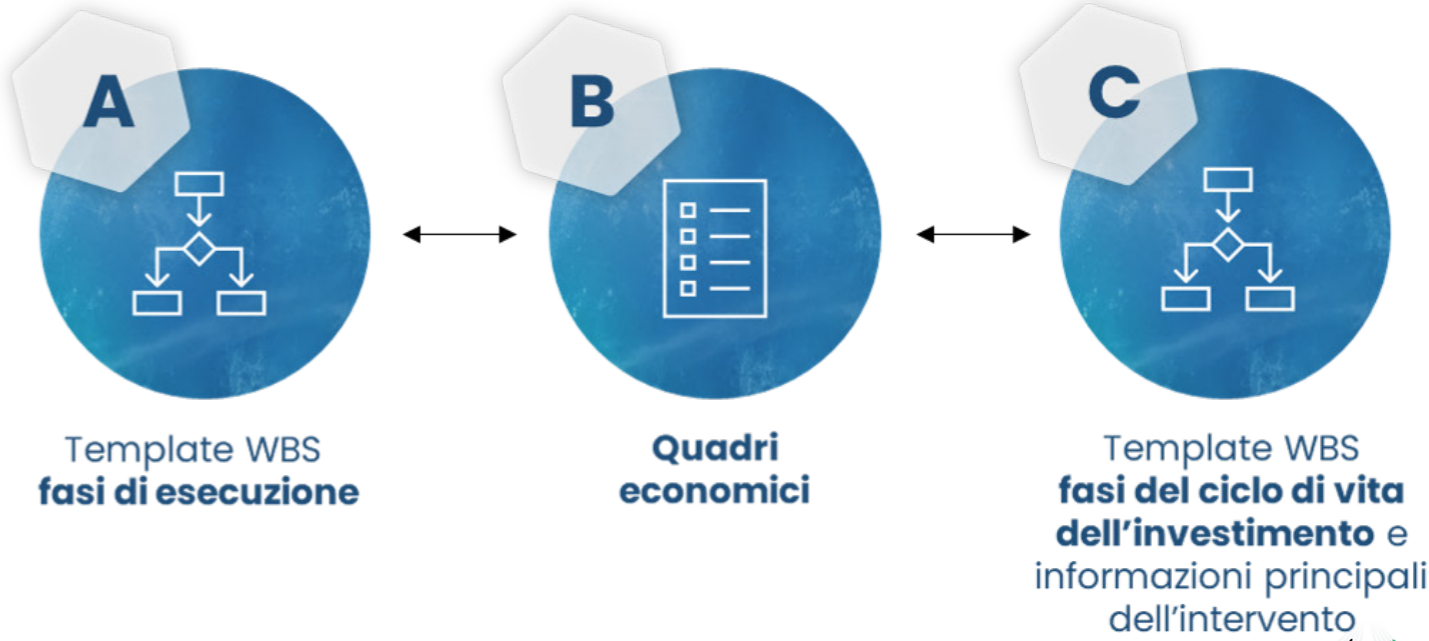 A
B
C
Template WBS
fasi di esecuzione
Quadri
economici
Template WBS
fasi del ciclo di vita
dell’investimento e
informazioni principali
dell’intervento